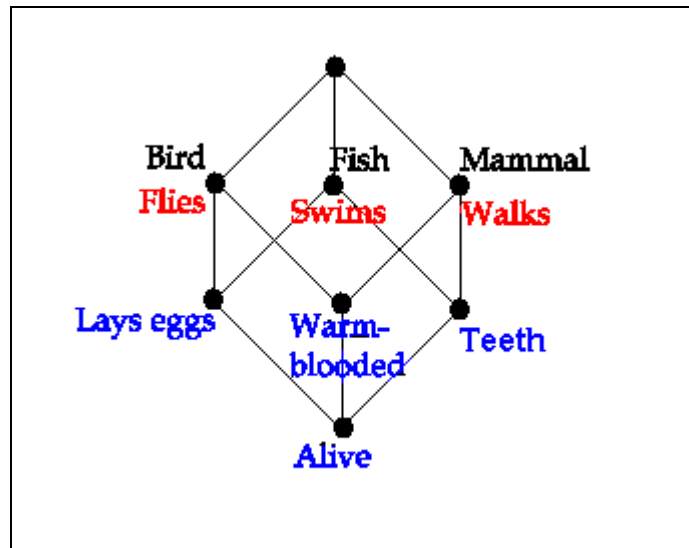 Bird
Fish
Mammal
Flies
Swims
Walks
Lays eggs
Warm-
blooded
Teeth
Alive